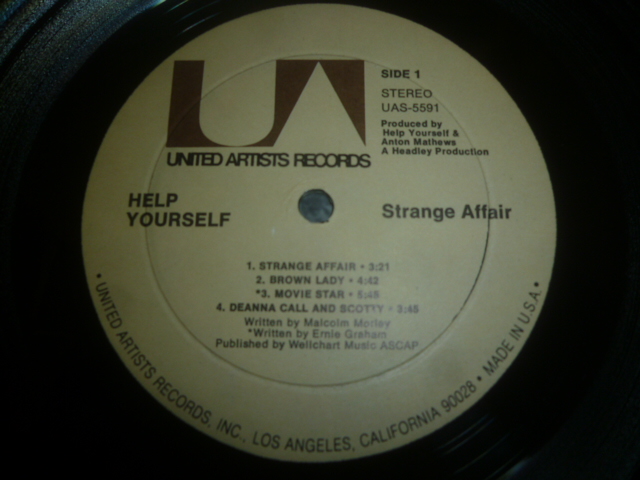 UA
UNITED ARTISTS RECORDS
SIDE 1
STEREO
UAS-5591
Produced by
Help Yourself &
Anton Mathews
A Headley Production
HELP
YOURSELF
Strange Affair
1. STRANGE AFFAIR • 3:21
2. BROWN LADY • 4:42
*3. MOVIE STAR • 5:45
4. DEANNA CALL AND SCOTTY • 3:45
Written by Malcolm Morley
*Written by Ernie Graham
Published by Wellchart Music ASCAP
• UNITED ARTISTS RECORDS, INC., LOS ANGELES, CALIFORNIA 90028 • MADE IN U.S.A. •